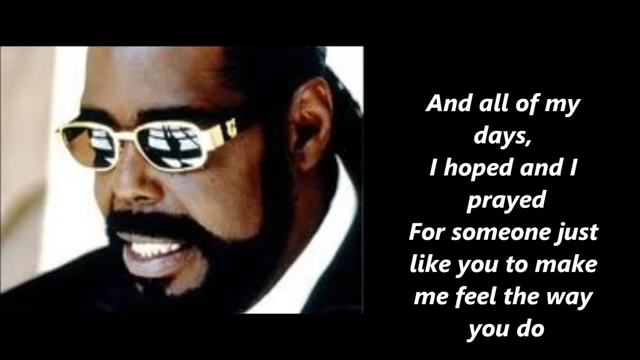 And all of my
days,
I hoped and I
prayed
For someone just
like you to make
me feel the way
you do